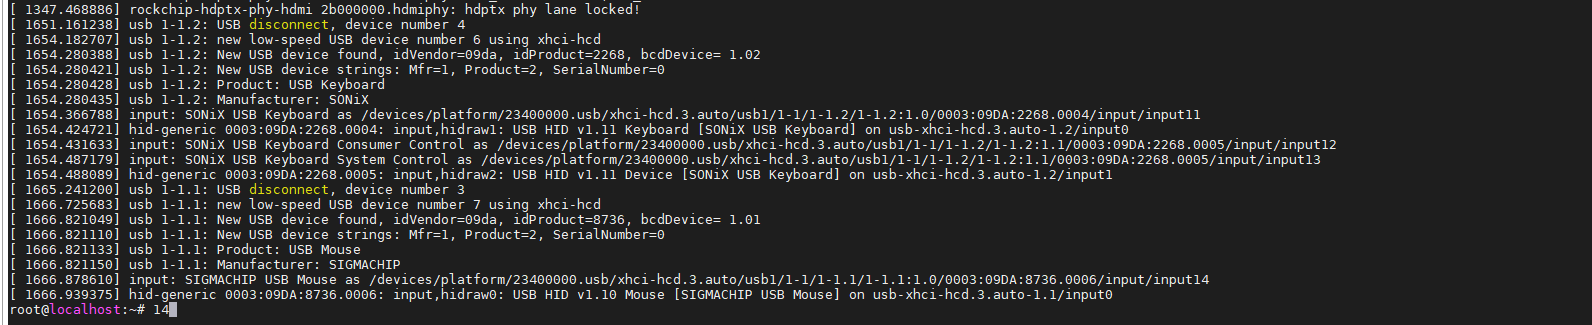 [ 1347.468886] rockchip-hdptx-phy-hdmi 2b000000.hdmiphy: hdptx phy lane locked!
[ 1651.161238] usb 1-1.2: USB disconnect, device number 4
[ 1654.182707] usb 1-1.2: new low-speed USB device number 6 using xhci-hcd
[ 1654.280388] usb 1-1.2: New USB device found, idVendor=09da, idProduct=2268, bcdDevice= 1.02
[ 1654.280421] usb 1-1.2: New USB device strings: Mfr=1, Product=2, SerialNumber=0
[ 1654.280428] usb 1-1.2: Product: USB Keyboard
[ 1654.280435] usb 1-1.2: Manufacturer: SONiX
[ 1654.366788] input: SONiX USB Keyboard as /devices/platform/23400000.usb/xhci-hcd.3.auto/usb1/1-1/1-1.2/1-1.2:1.0/0003:09DA:2268.0004/input/input11
[ 1654.424721] hid-generic 0003:09DA:2268.0004: input,hidraw1: USB HID v1.11 Keyboard [SONiX USB Keyboard] on usb-xhci-hcd.3.auto-1.2/input0
[ 1654.431633] input: SONiX USB Keyboard Consumer Control as /devices/platform/23400000.usb/xhci-hcd.3.auto/usb1/1-1/1-1.2/1-1.2:1.1/0003:09DA:2268.0005/input/input12
[ 1654.487179] input: SONiX USB Keyboard System Control as /devices/platform/23400000.usb/xhci-hcd.3.auto/usb1/1-1/1-1.2/1-1.2:1.1/0003:09DA:2268.0005/input/input13
[ 1654.488089] hid-generic 0003:09DA:2268.0005: input,hidraw2: USB HID v1.11 Device [SONiX USB Keyboard] on usb-xhci-hcd.3.auto-1.2/input1
[ 1665.241200] usb 1-1.1: USB disconnect, device number 3
[ 1666.725683] usb 1-1.1: new low-speed USB device number 7 using xhci-hcd
[ 1666.821049] usb 1-1.1: New USB device found, idVendor=09da, idProduct=8736, bcdDevice= 1.01
[ 1666.821110] usb 1-1.1: New USB device strings: Mfr=1, Product=2, SerialNumber=0
[ 1666.821133] usb 1-1.1: Product: USB Mouse
[ 1666.821150] usb 1-1.1: Manufacturer: SIGMACHIP
[ 1666.878610] input: SIGMACHIP USB Mouse as /devices/platform/23400000.usb/xhci-hcd.3.auto/usb1/1-1/1-1.1/1-1.1:1.0/0003:09DA:8736.0006/input/input14
[ 1666.939375] hid-generic 0003:09DA:8736.0006: input,hidraw0: USB HID v1.10 Mouse [SIGMACHIP USB Mouse] on usb-xhci-hcd.3.auto-1.1/input0
root@localhost:~# 14